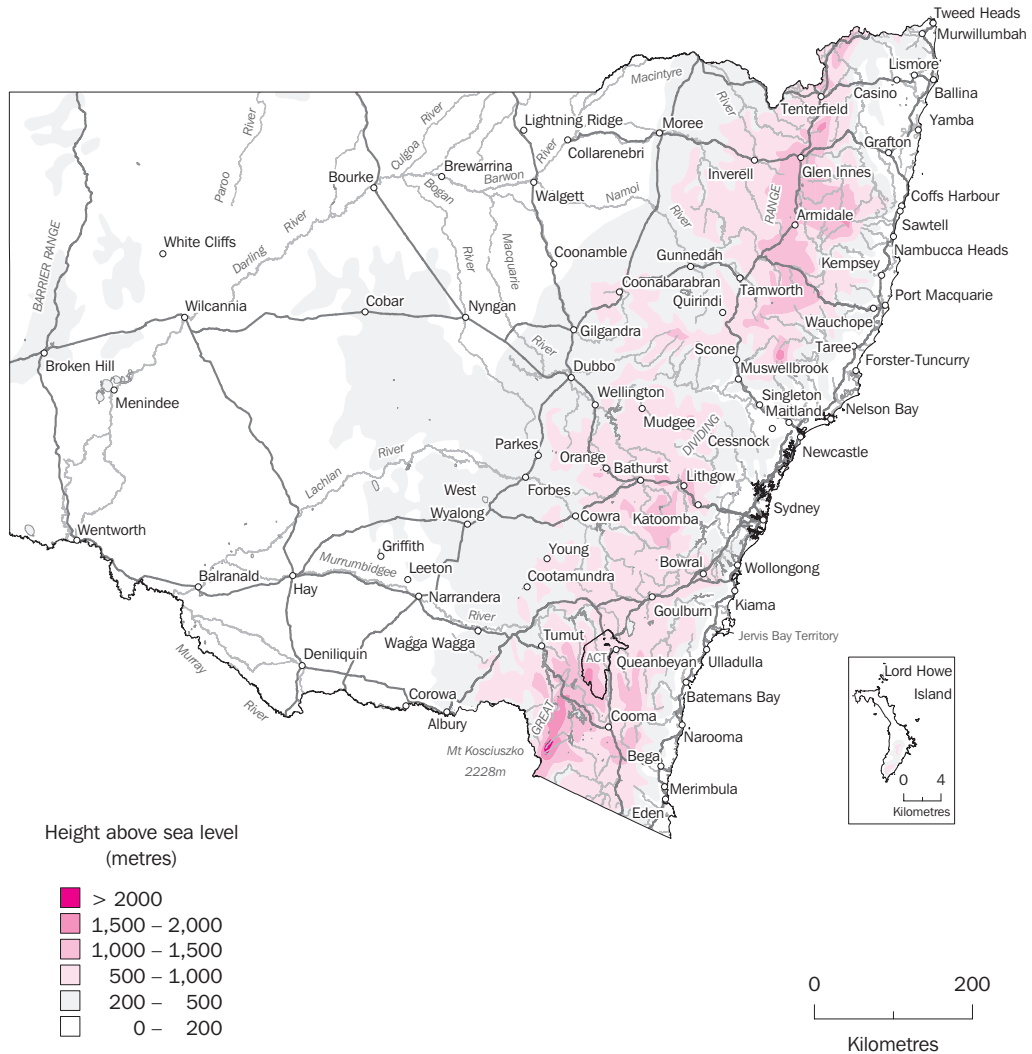 Tweed Heads
Murwillumbah
Lismore
Casino
Ballina
Macintyre
River
Tenterfield
Yamba
Lightning Ridge
Moree
Collarenebri
River
Grafton
Paroo
River
Culgoa
River
Brewarrina
Barwon
Bourke
Bogan
Walgett
Namoi
Inverell
Glen Innes
RANGE
Coffs Harbour
Armidale
Sawtell
River
Nambucca Heads
White Cliffs
Darling
River
River
Macquarie
Coonamble
Gunnedah
Kempsey
BARRIER RANGE
Coonabarabran
Tamworth
Quirindi
Port Macquarie
Wilcannia
Cobar
Nyngan
Gilgandra
Wauchope
River
Scone
Taree
Broken Hill
Dubbo
Muswellbrook
Forster-Tuncurry
Menindee
Wellington
Singleton
Mudgee
Maitland
Nelson Bay
DIVIDING
Cessnock
Parkes
Newcastle
River
Orange
Bathurst
Lachlan
Lithgow
West
Wyalong
Forbes
Sydney
Cowra
Katoomba
Wentworth
Griffith
Young
Murrumbidgee
Leeton
Bowral
Wollongong
Balranald
Hay
Cootamundra
Narrandera
Goulburn
Kiama
River
Wagga Wagga
Tumut
Jervis Bay Territory
ACT
Queanbeyan
Ulladulla
Murray
River
Deniliquin
Corowa
Albury
GREAT
Batemans Bay
Cooma
Narooma
Mt Kosciuszko
2228m
Bega
Merimbula
Eden
Lord Howe
Island
0 4
Kilometres
Height above sea level
(metres)
> 2000
1,500 – 2,000
1,000 – 1,500
500 – 1,000
200 – 500
0 – 200
0 200
Kilometres